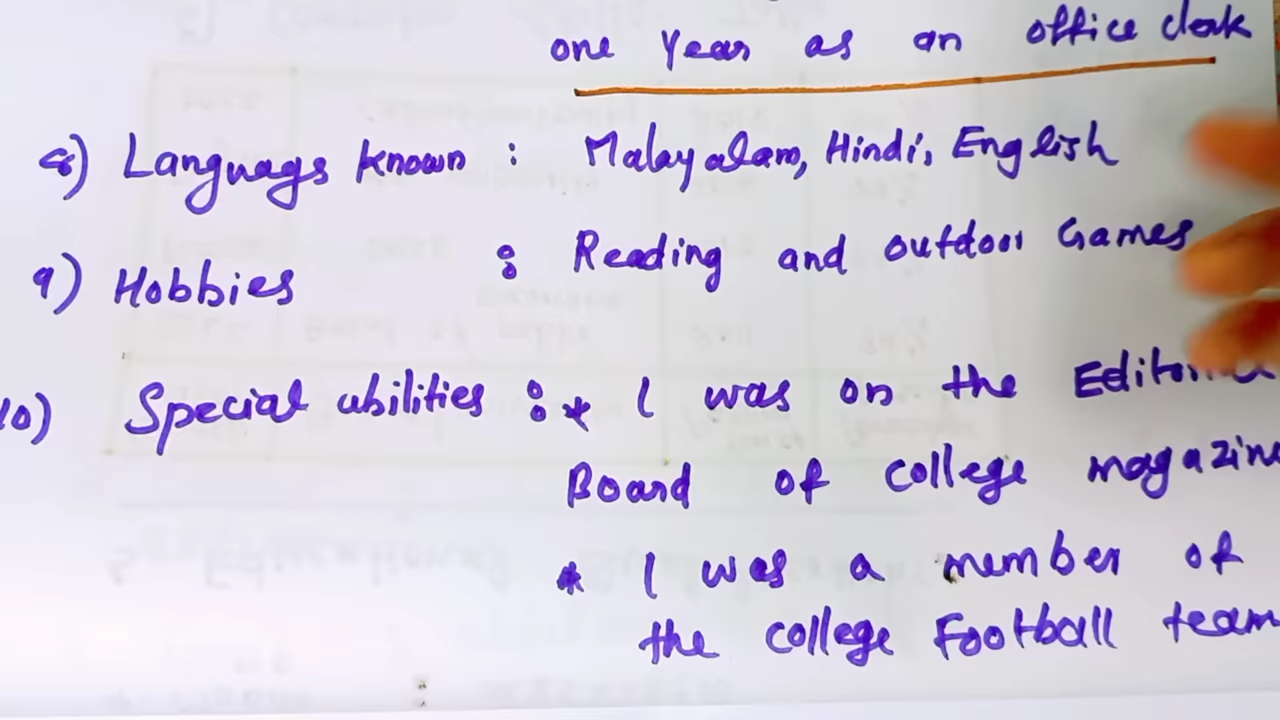 one Year as an office clerk
8) Languags known : Malayalam, Hindi, English
9) Hobbies : Reading and outdoor Games
10) Special abilities : * I was on the Editorial
Board of college magazine
* I was a member of
the college Football team